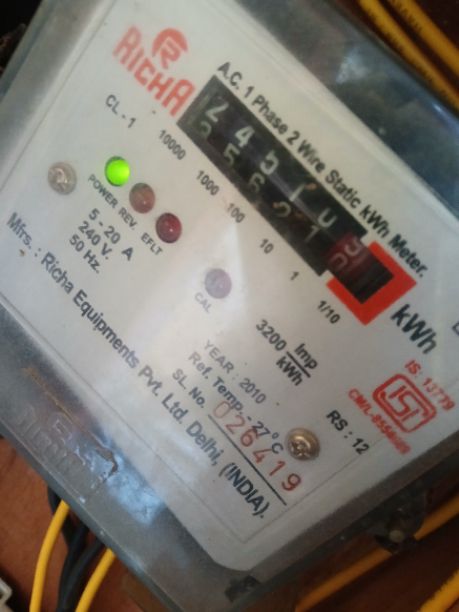 RICHA
A.C. 1 Phase 2 Wire Static kWh Meter.
CL - 1
10000 1000 100 10 1 1/10
kWh
POWER REV. EFLT
5 - 20 A
240 V.
50 Hz.
CAL
3200 Imp/kWh
YEAR : 2010
Ref. Temp. - 27°C
RS : 12
SL. No. 026419
IS: 13779
ISI
Mfrs. : Richa Equipments Pvt. Ltd. Delhi, (INDIA).